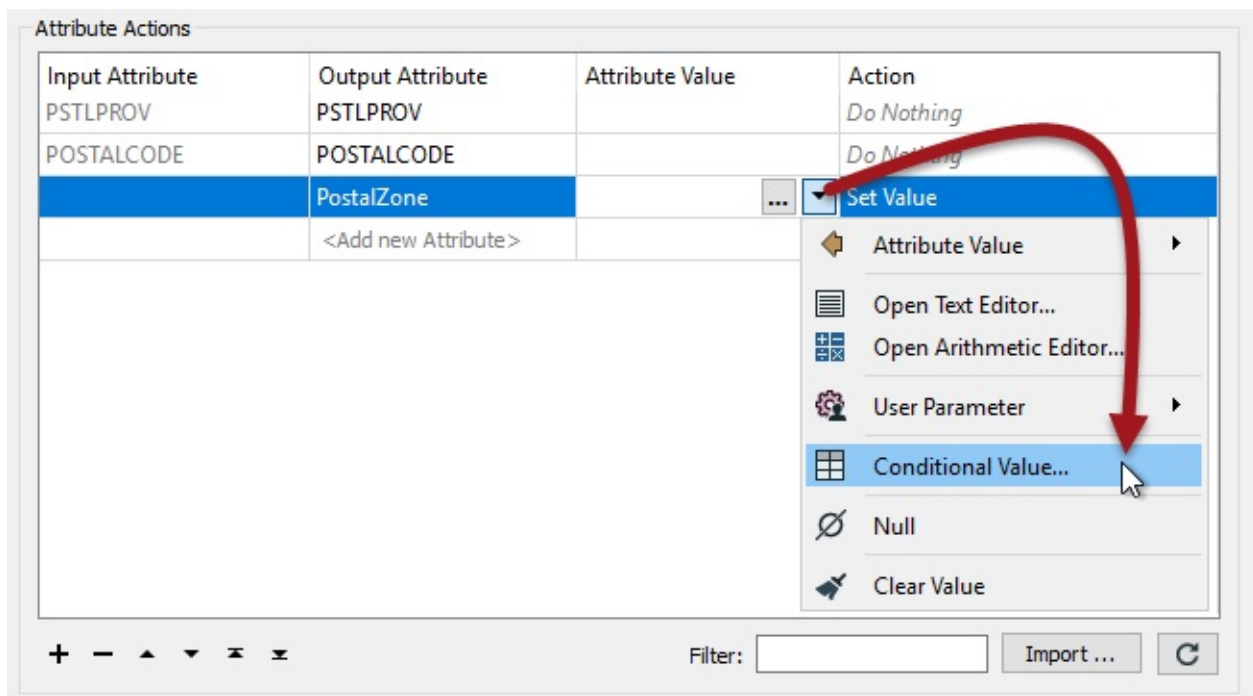 Attribute Actions
Input Attribute Output Attribute Attribute Value Action
PSTLPROV PSTLPROV Do Nothing
POSTALCODE POSTALCODE Do Nothing
PostalZone ... Set Value
<Add new Attribute>
Attribute Value
Open Text Editor...
Open Arithmetic Editor...
User Parameter
Conditional Value...
Null
Clear Value
Filter: Import ...